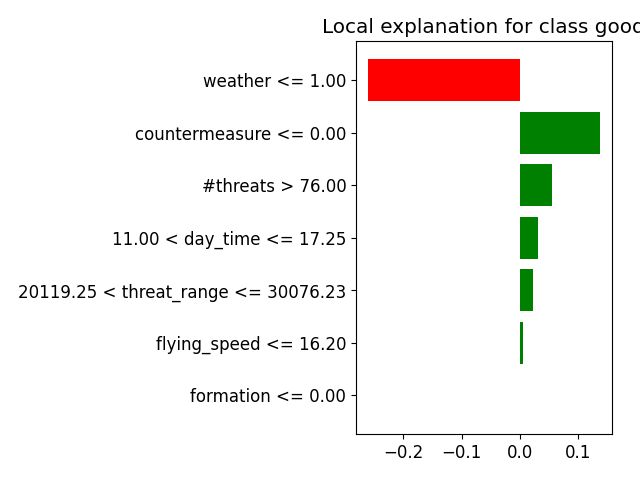 Local explanation for class good
weather <= 1.00
countermeasure <= 0.00
#threats > 76.00
11.00 < day_time <= 17.25
20119.25 < threat_range <= 30076.23
flying_speed <= 16.20
formation <= 0.00
−0.2 −0.1 0.0 0.1